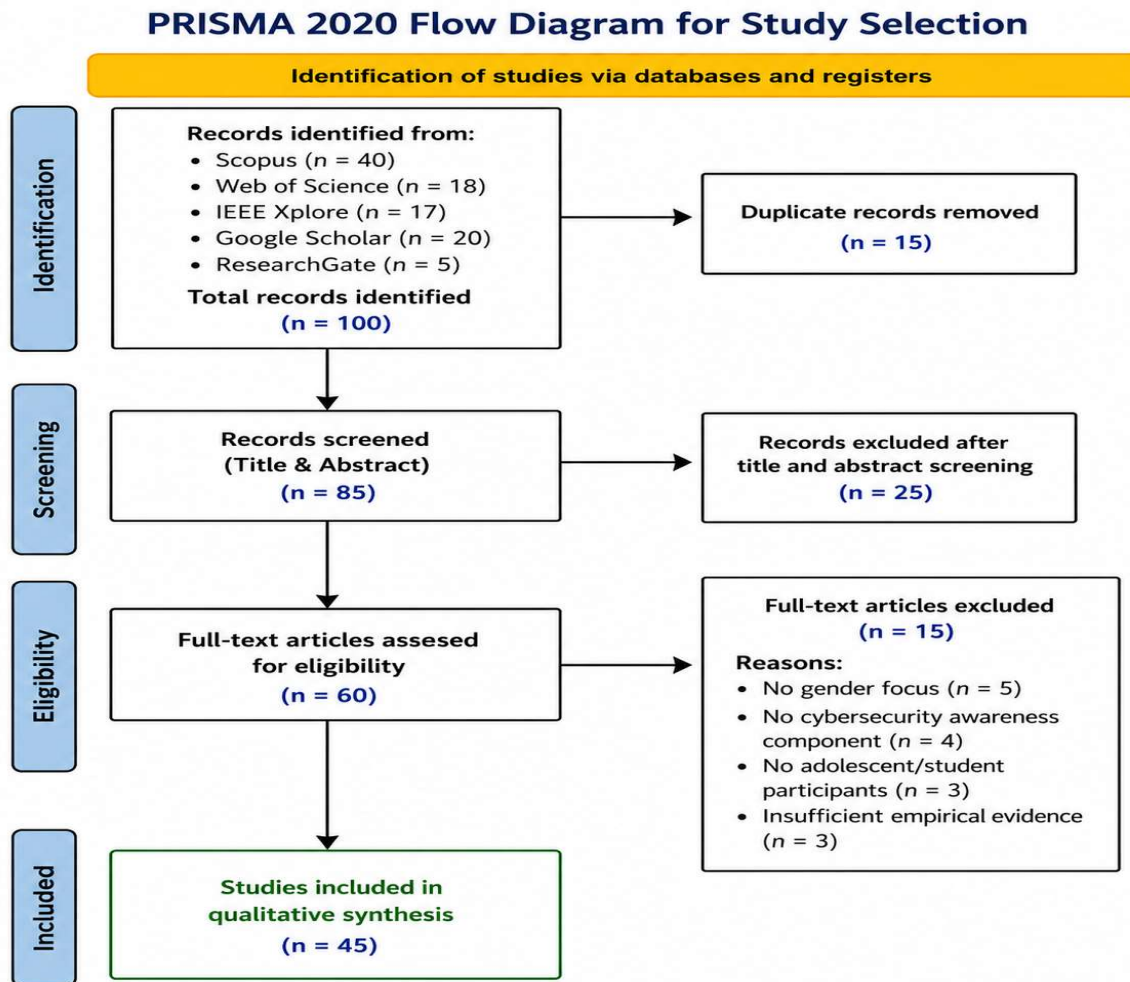 PRISMA 2020 Flow Diagram for Study Selection
Identification of studies via databases and registers
Identification
Records identified from:
• Scopus (n = 40)
• Web of Science (n = 18)
• IEEE Xplore (n = 17)
• Google Scholar (n = 20)
• ResearchGate (n = 5)
Total records identified
(n = 100)
Duplicate records removed
(n = 15)
Screening
Records screened
(Title & Abstract)
(n = 85)
Records excluded after
title and abstract screening
(n = 25)
Eligibility
Full-text articles assesed
for eligibility
(n = 60)
Full-text articles excluded
(n = 15)
Reasons:
• No gender focus (n = 5)
• No cybersecurity awareness
component (n = 4)
• No adolescent/student
participants (n = 3)
• Insufficient empirical evidence
(n = 3)
Included
Studies included in
qualitative synthesis
(n = 45)